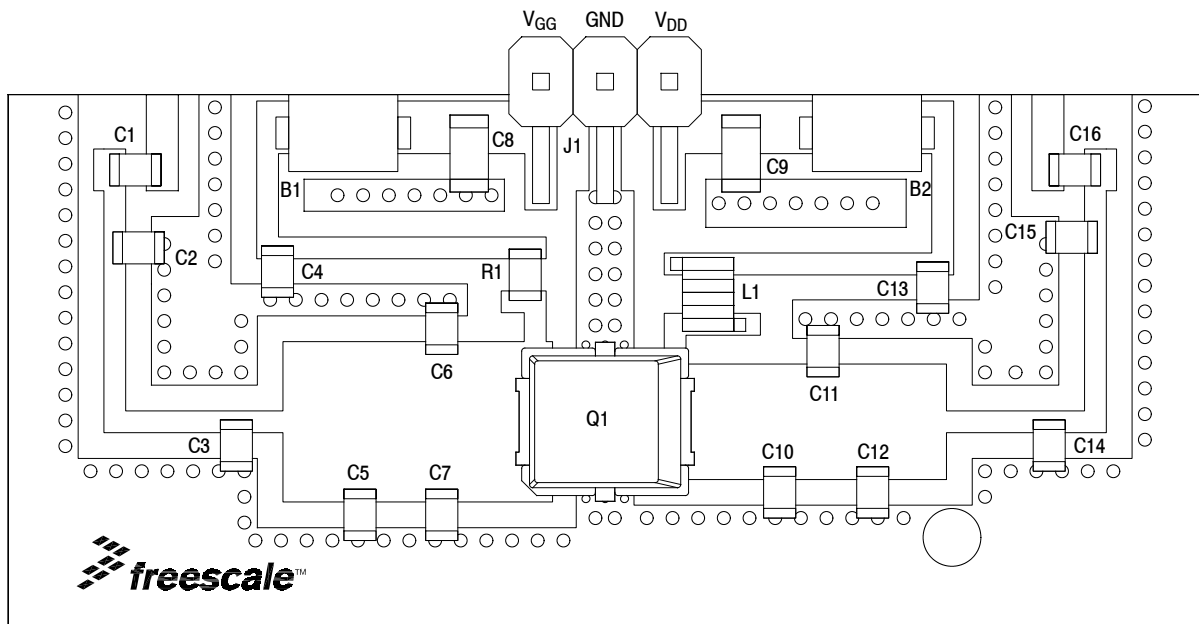 VGG GND VDD
C1
C8
J1
C9
C16
B1
B2
C2
C15
C4
R1
L1
C13
C6
C11
Q1
C3
C10
C12
C14
C5
C7
freescale™